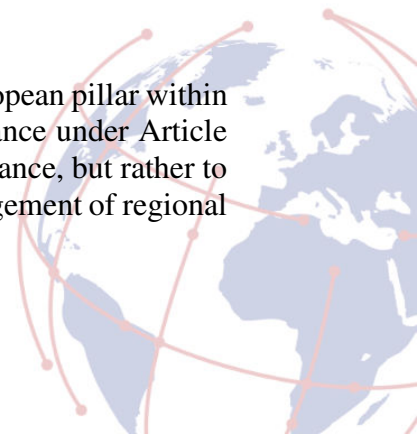 opean pillar within
ance under Article
ance, but rather to
gement of regional